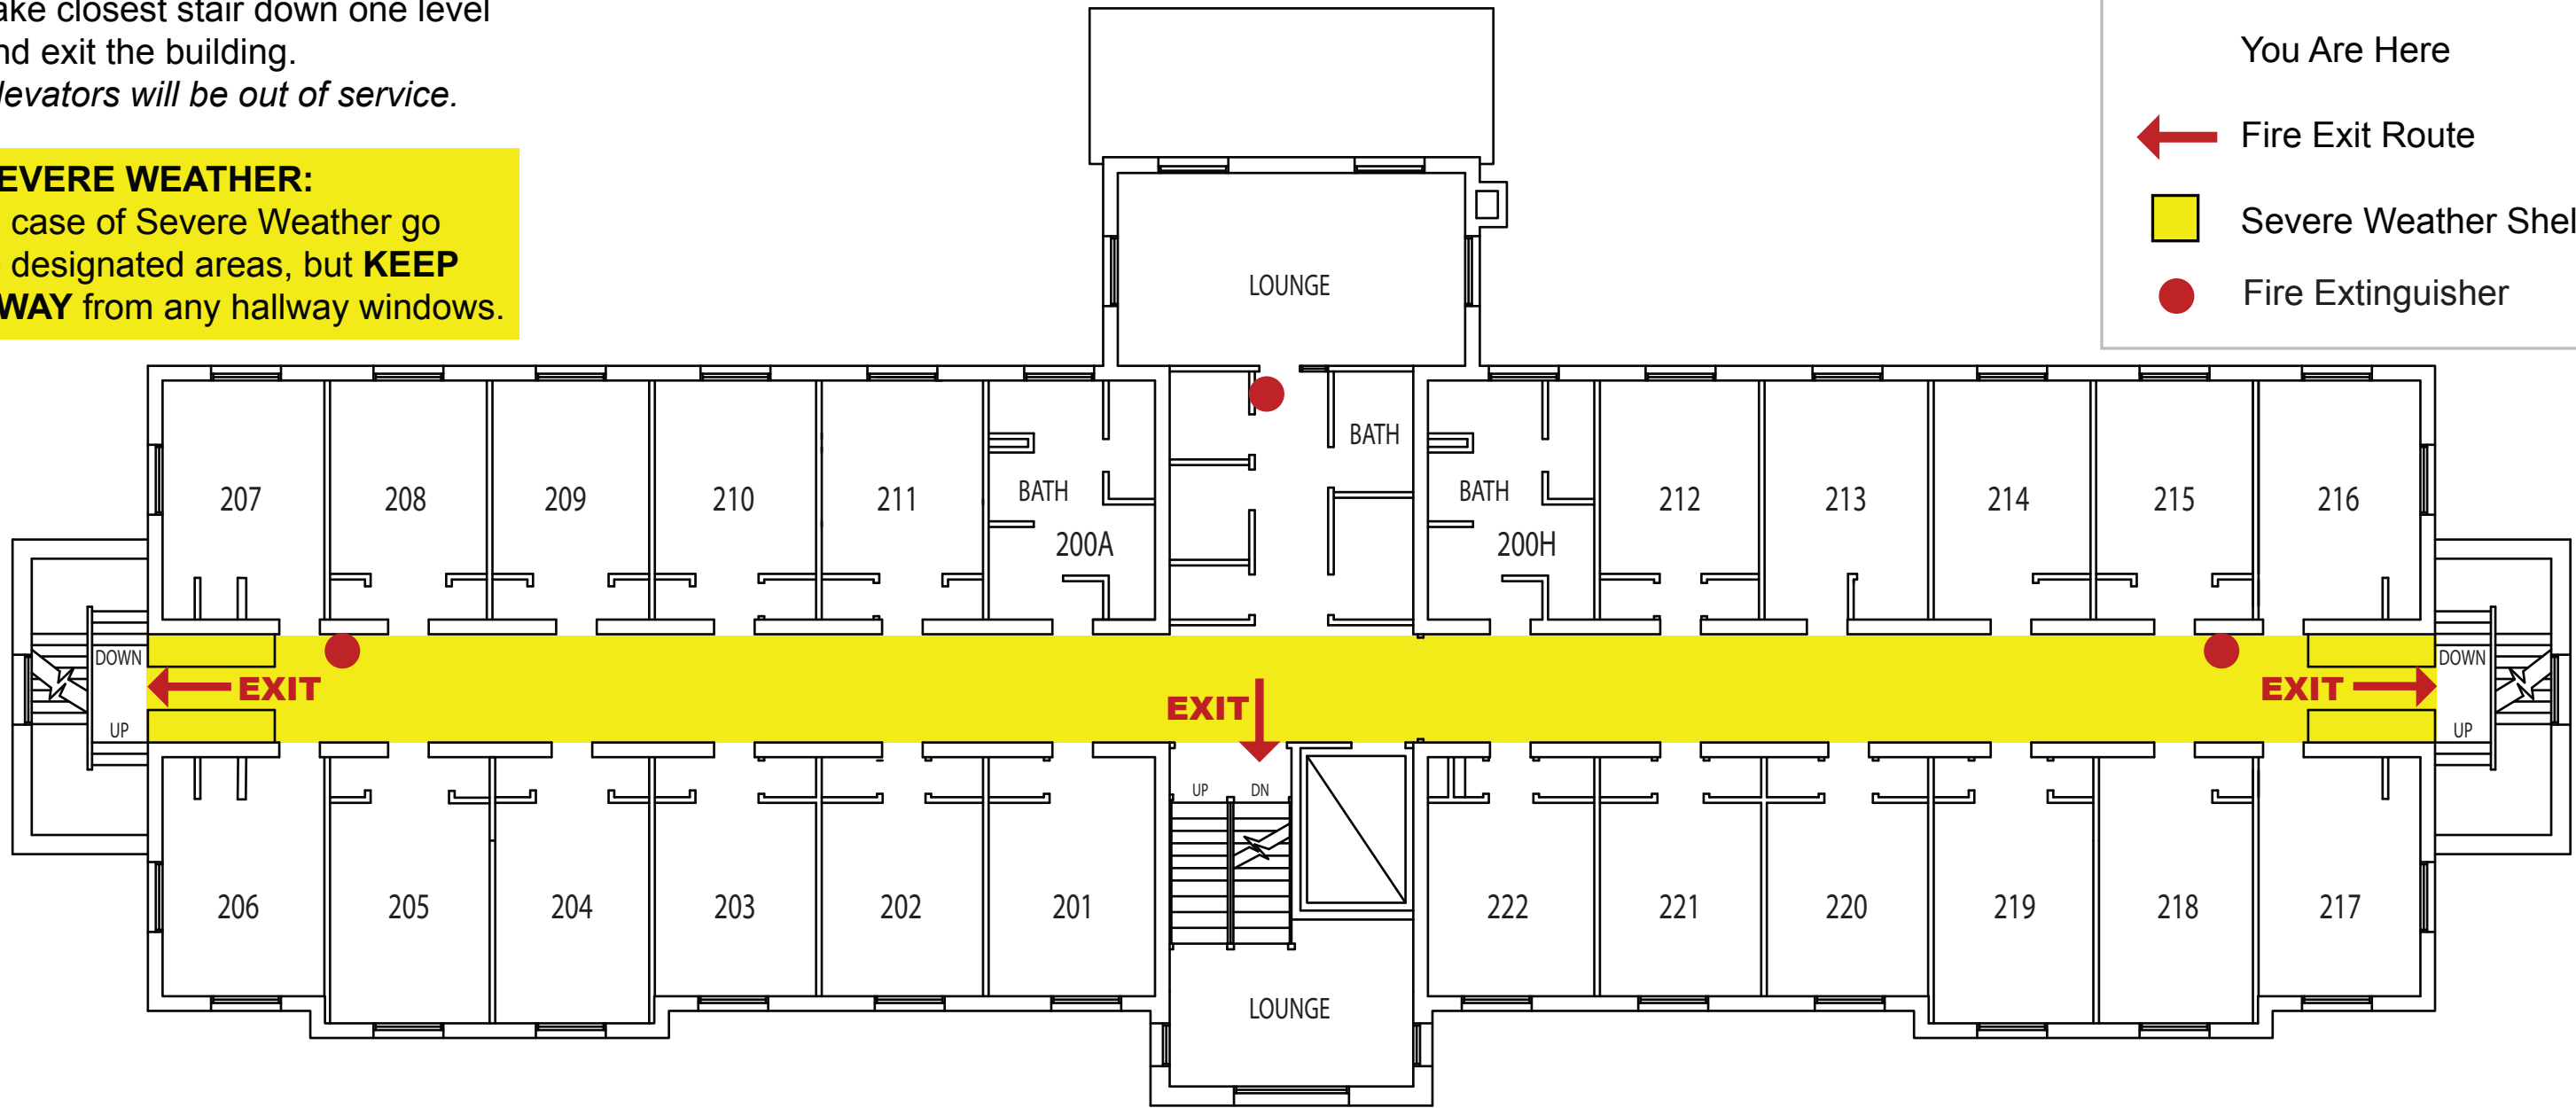 ake closest stair down one level
nd exit the building.
levators will be out of service.
EVERE WEATHER:
case of Severe Weather go
designated areas, but KEEP
WAY from any hallway windows.
You Are Here
Fire Exit Route
Severe Weather Shel
Fire Extinguisher
LOUNGE
BATH
207 208 209 210 211 BATH BATH 212 213 214 215 216
200A 200H
DOWN DOWN
EXIT EXIT EXIT
UP UP
UP DN
206 205 204 203 202 201 222 221 220 219 218 217
LOUNGE